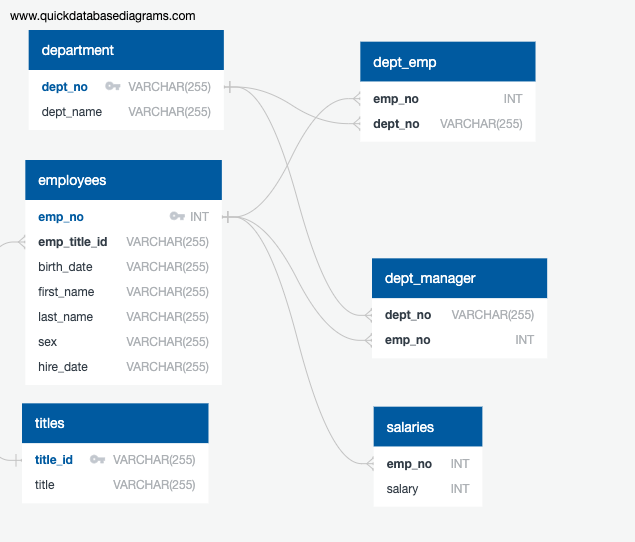 www.quickdatabasediagrams.com
department
dept_no VARCHAR(255)
dept_name VARCHAR(255)
dept_emp
emp_no INT
dept_no VARCHAR(255)
employees
emp_no INT
emp_title_id VARCHAR(255)
birth_date VARCHAR(255)
first_name VARCHAR(255)
last_name VARCHAR(255)
sex VARCHAR(255)
hire_date VARCHAR(255)
dept_manager
dept_no VARCHAR(255)
emp_no INT
titles
title_id VARCHAR(255)
title VARCHAR(255)
salaries
emp_no INT
salary INT